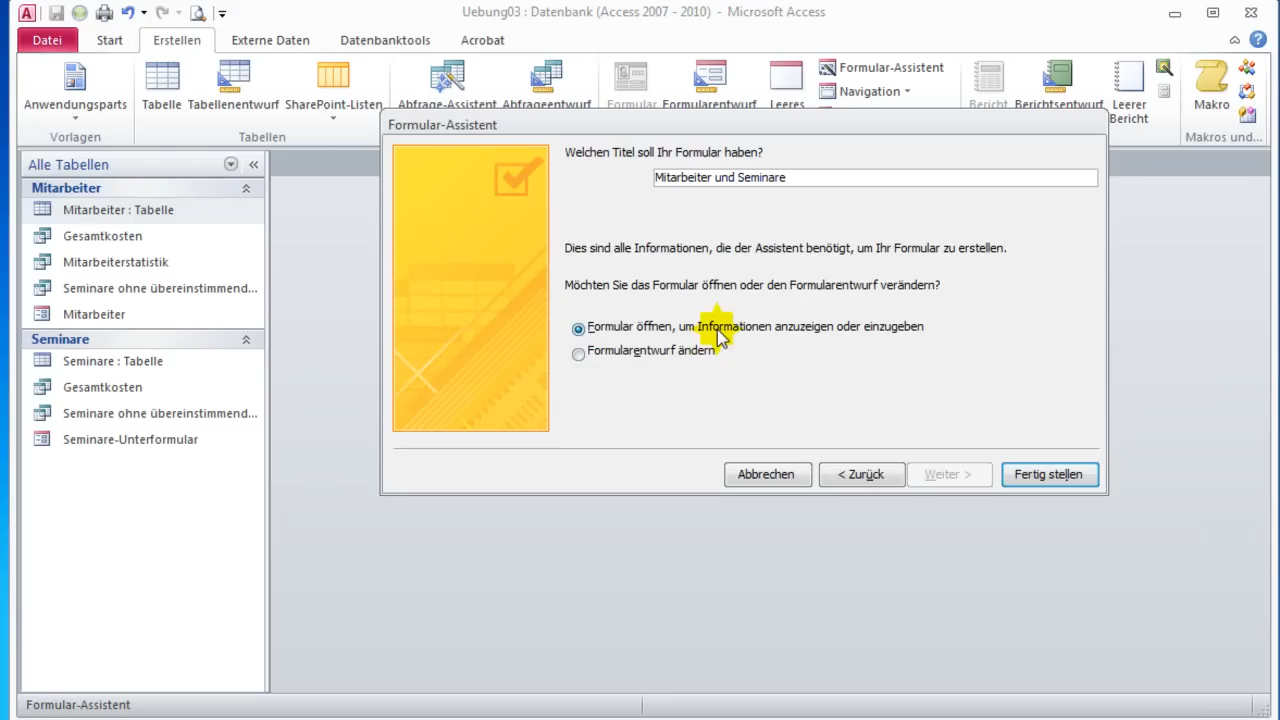 Uebung03 : Datenbank (Access 2007 - 2010) - Microsoft Access
Datei Start Erstellen Externe Daten Datenbanktools Acrobat
Anwendungsparts Tabelle Tabellenentwurf SharePoint-Listen Abfrage-Assistent Abfrageentwurf Formular Formularentwurf Leeres Formular-Assistent
Navigation
Bericht Berichtsentwurf Leerer Bericht Makro
Vorlagen Tabellen Makros und...
Formular-Assistent
Alle Tabellen
Mitarbeiter
Mitarbeiter : Tabelle
Gesamtkosten
Mitarbeiterstatistik
Seminare ohne übereinstimmend...
Mitarbeiter
Seminare
Seminare : Tabelle
Gesamtkosten
Seminare ohne übereinstimmend...
Seminare-Unterformular
Welchen Titel soll Ihr Formular haben?
Mitarbeiter und Seminare
Dies sind alle Informationen, die der Assistent benötigt, um Ihr Formular zu erstellen.
Möchten Sie das Formular öffnen oder den Formularentwurf verändern?
Formular öffnen, um Informationen anzuzeigen oder einzugeben
Formularentwurf ändern
Abbrechen < Zurück Weiter > Fertig stellen
Formular-Assistent